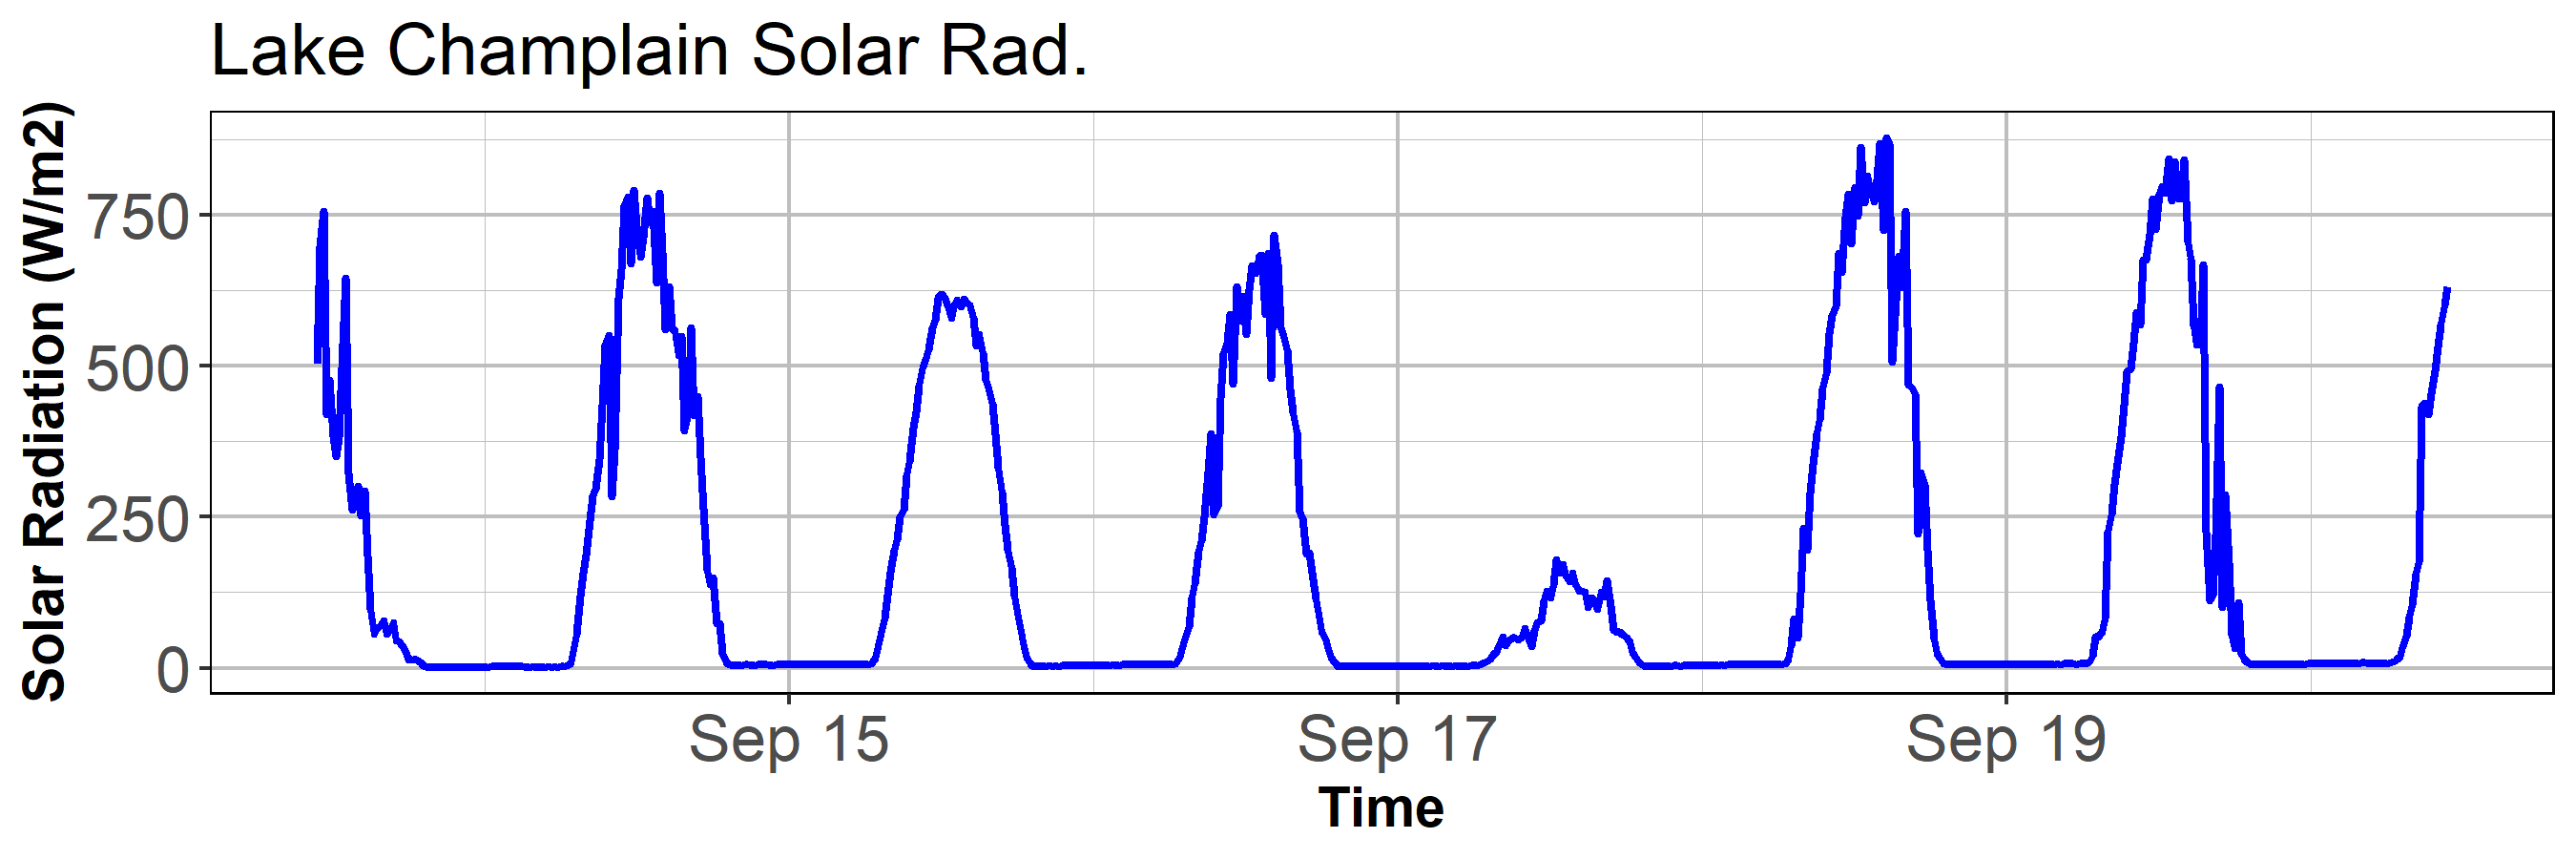 Lake Champlain Solar Rad.
Solar Radiation (W/m2)
750
500
250
0
Sep 15
Sep 17
Sep 19
Time